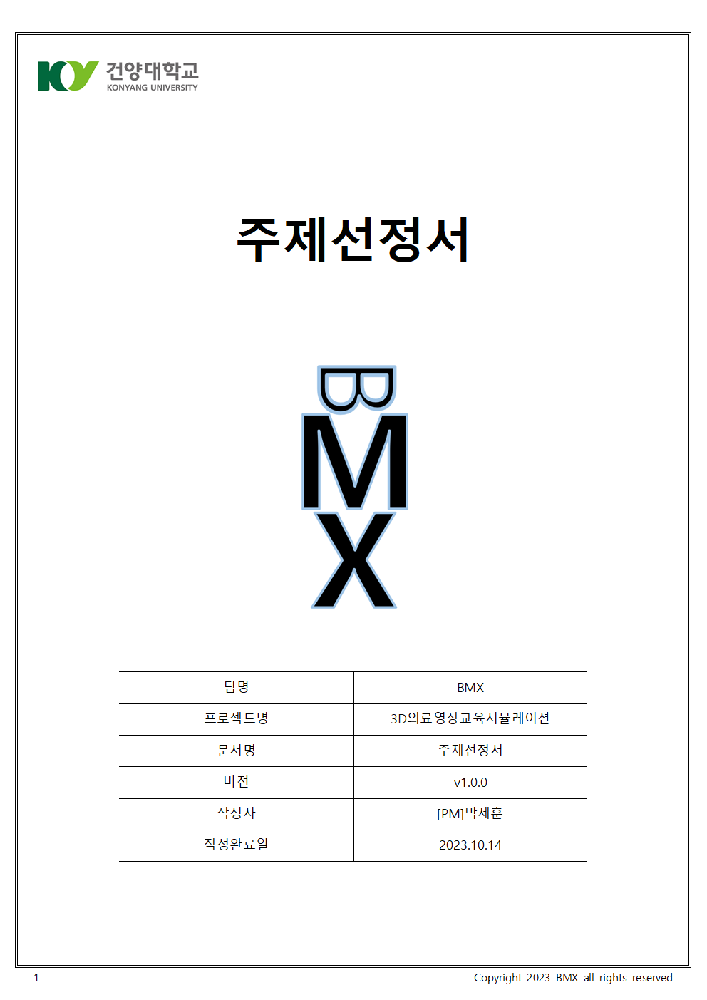 건양대학교
KONYANG UNIVERSITY
주제선정서
B
M
X
팀명 BMX
프로젝트명 3D의료영상교육시뮬레이션
문서명 주제선정서
버전 v1.0.0
작성자 [PM]박세훈
작성완료일 2023.10.14
1 Copyright 2023 BMX all rights reserved